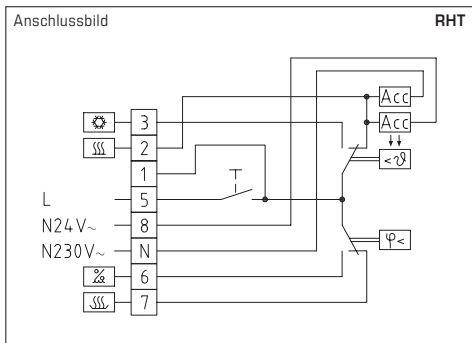 Anschlussbild RHT
Acc
3
Acc
2
<ϑ
1
L 5
N24V~ 8
φ<
N230V~ N
% 6
7